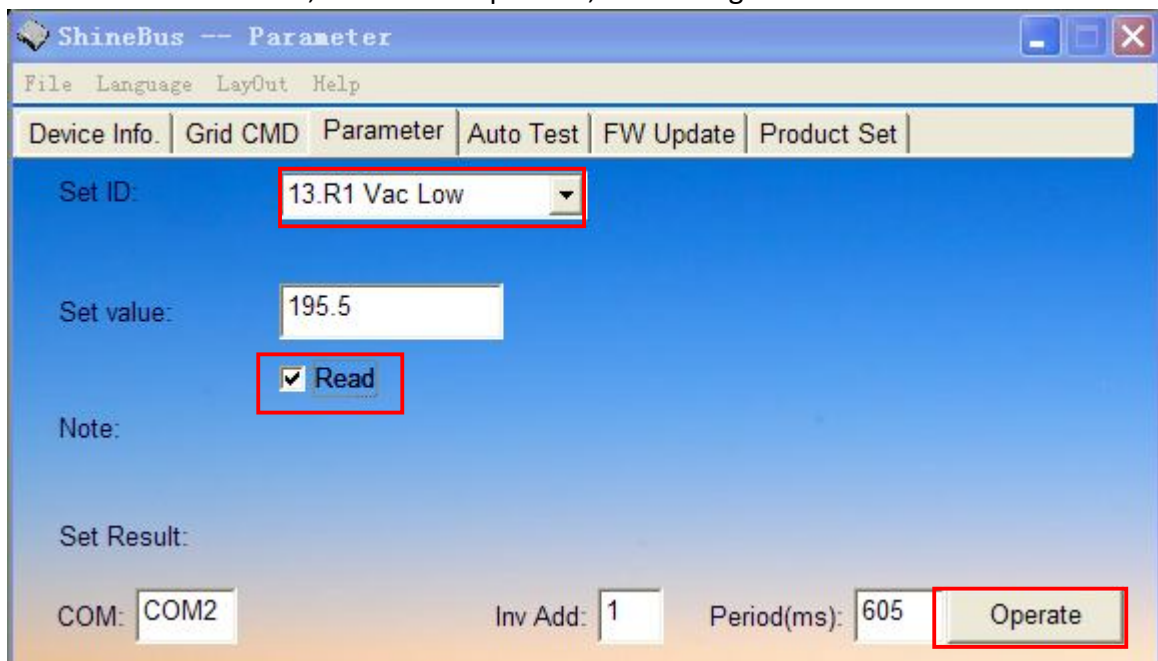 ShineBus -- Parameter
File Language LayOut Help
Device Info. Grid CMD Parameter Auto Test FW Update Product Set
Set ID: 13.R1 Vac Low
Set value: 195.5
Read
Note:
Set Result:
COM: COM2 Inv Add: 1 Period(ms): 605 Operate